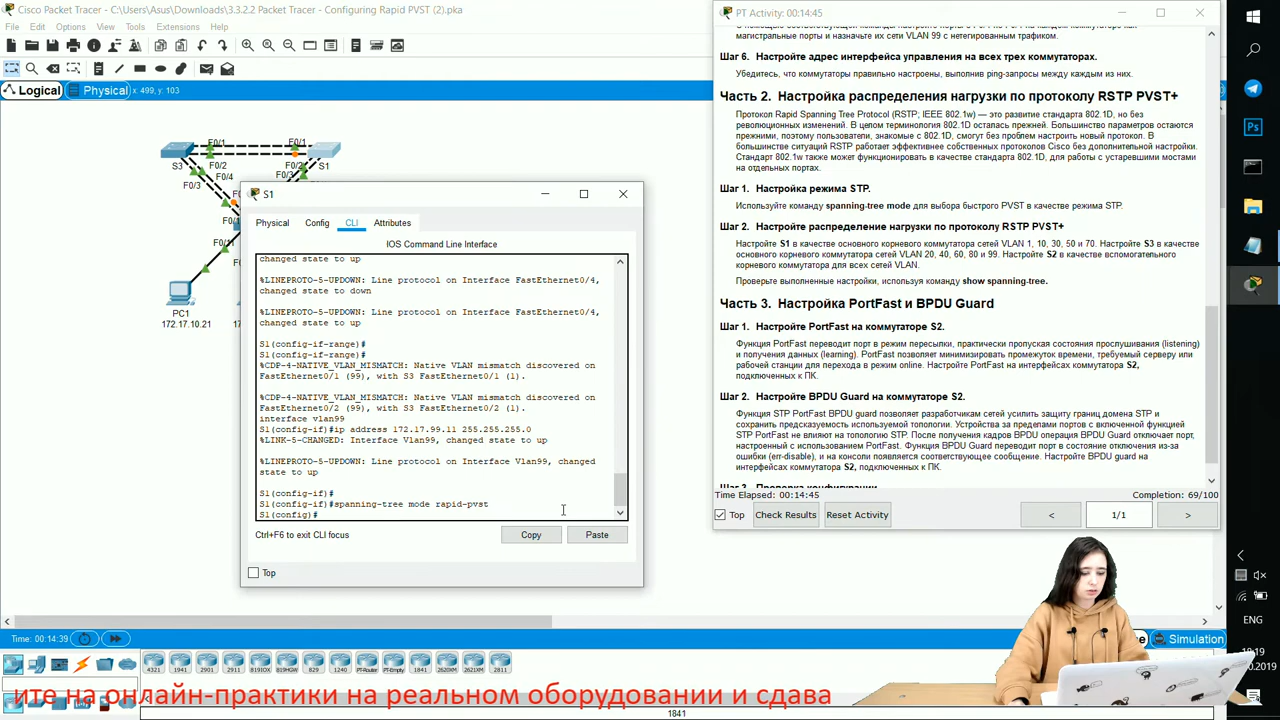 Cisco Packet Tracer - C:\Users\Asus\Downloads\3.3.2.2 Packet Tracer - Configuring Rapid PVST (2).pka
File Edit Options View Tools Extensions Help
Logical Physical x: 499, y: 103
F0/1 F0/1
S3 F0/2 F0/2 S1
F0/4 F0/3
F0/3
F0/11
PC1
172.17.10.21
S1
Physical Config CLI Attributes
IOS Command Line Interface
changed state to up
%LINEPROTO-5-UPDOWN: Line protocol on Interface FastEthernet0/4,
changed state to down
%LINEPROTO-5-UPDOWN: Line protocol on Interface FastEthernet0/4,
changed state to up
S1(config-if-range)#
S1(config-if-range)#
%CDP-4-NATIVE_VLAN_MISMATCH: Native VLAN mismatch discovered on
FastEthernet0/1 (99), with S3 FastEthernet0/1 (1).
%CDP-4-NATIVE_VLAN_MISMATCH: Native VLAN mismatch discovered on
FastEthernet0/2 (99), with S3 FastEthernet0/2 (1).
interface vlan99
S1(config-if)#ip address 172.17.99.11 255.255.255.0
%LINK-5-CHANGED: Interface Vlan99, changed state to up
%LINEPROTO-5-UPDOWN: Line protocol on Interface Vlan99, changed
state to up
S1(config-if)#
S1(config-if)#spanning-tree mode rapid-pvst
S1(config)#
Ctrl+F6 to exit CLI focus Copy Paste
Top
PT Activity: 00:14:45
магистральные порты и назначьте их сети VLAN 99 с нетегированным трафиком.
Шаг 6. Настройте адрес интерфейса управления на всех трех коммутаторах.
Убедитесь, что коммутаторы правильно настроены, выполнив ping-запросы между каждым из них.
Часть 2. Настройка распределения нагрузки по протоколу RSTP PVST+
Протокол Rapid Spanning Tree Protocol (RSTP; IEEE 802.1w) — это развитие стандарта 802.1D, но без
революционных изменений. В целом терминология 802.1D осталась прежней. Большинство параметров остаются
прежними, поэтому пользователи, знакомые с 802.1D, смогут без проблем настроить новый протокол. В
большинстве ситуаций RSTP работает эффективнее собственных протоколов Cisco без дополнительной настройки.
Стандарт 802.1w также может функционировать в качестве стандарта 802.1D, для работы с устаревшими мостами
на отдельных портах.
Шаг 1. Настройка режима STP.
Используйте команду spanning-tree mode для выбора быстрого PVST в качестве режима STP.
Шаг 2. Настройте распределение нагрузки по протоколу RSTP PVST+
Настройте S1 в качестве основного корневого коммутатора сетей VLAN 1, 10, 30, 50 и 70. Настройте S3 в качестве
основного корневого коммутатора сетей VLAN 20, 40, 60, 80 и 99. Настройте S2 в качестве вспомогательного
корневого коммутатора для всех сетей VLAN.
Проверьте выполненные настройки, используя команду show spanning-tree.
Часть 3. Настройка PortFast и BPDU Guard
Шаг 1. Настройте PortFast на коммутаторе S2.
Функция PortFast переводит порт в режим пересылки, практически пропуская состояния прослушивания (listening)
и получения данных (learning). PortFast позволяет минимизировать промежуток времени, требуемый серверу или
рабочей станции для перехода в режим online. Настройте PortFast на интерфейсах коммутатора S2,
подключенных к ПК.
Шаг 2. Настройте BPDU Guard на коммутаторе S2.
Функция STP PortFast BPDU guard позволяет разработчикам сетей усилить защиту границ домена STP и
сохранить предсказуемость используемой топологии. Устройства за пределами портов с включенной функцией
STP PortFast не влияют на топологию STP. После получения кадров BPDU операция BPDU Guard отключает порт,
настроенный с использованием PortFast. Функция BPDU Guard переводит порт в состояние отключения из-за
ошибки (err-disable), и на консоли появляется соответствующее сообщение. Настройте BPDU guard на
интерфейсах коммутатора S2, подключенных к ПК.
Time Elapsed: 00:14:45 Completion: 69/100
Top Check Results Reset Activity < 1/1 >
Time: 00:14:39 Simulation
4321 1941 2901 2911 819IOX 819HGW 829 1240 PT-Router PT-Empty 1841 2620XM 2621XM 2811
ите на онлайн-практики на реальном оборудовании и сдава
1841
ENG